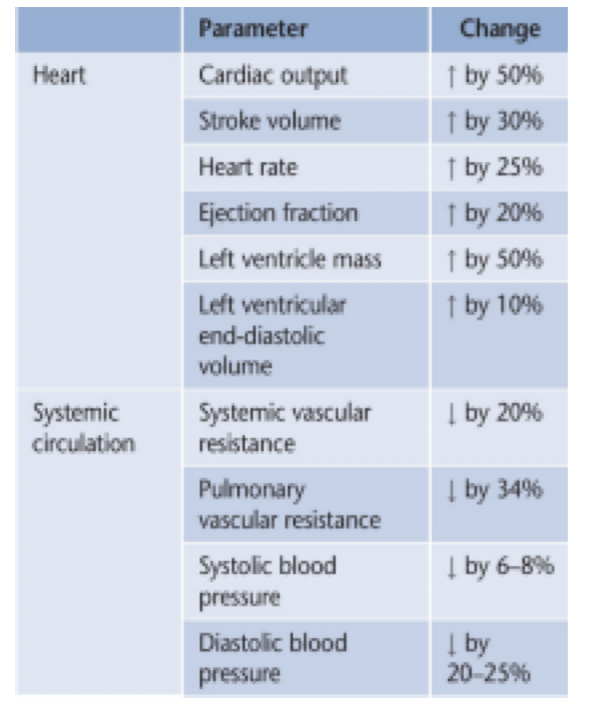 Parameter Change
Heart Cardiac output ↑ by 50%
Stroke volume ↑ by 30%
Heart rate ↑ by 25%
Ejection fraction ↑ by 20%
Left ventricle mass ↑ by 50%
Left ventricular ↑ by 10%
end-diastolic
volume
Systemic Systemic vascular ↓ by 20%
circulation resistance
Pulmonary ↓ by 34%
vascular resistance
Systolic blood ↓ by 6–8%
pressure
Diastolic blood ↓ by
pressure 20–25%